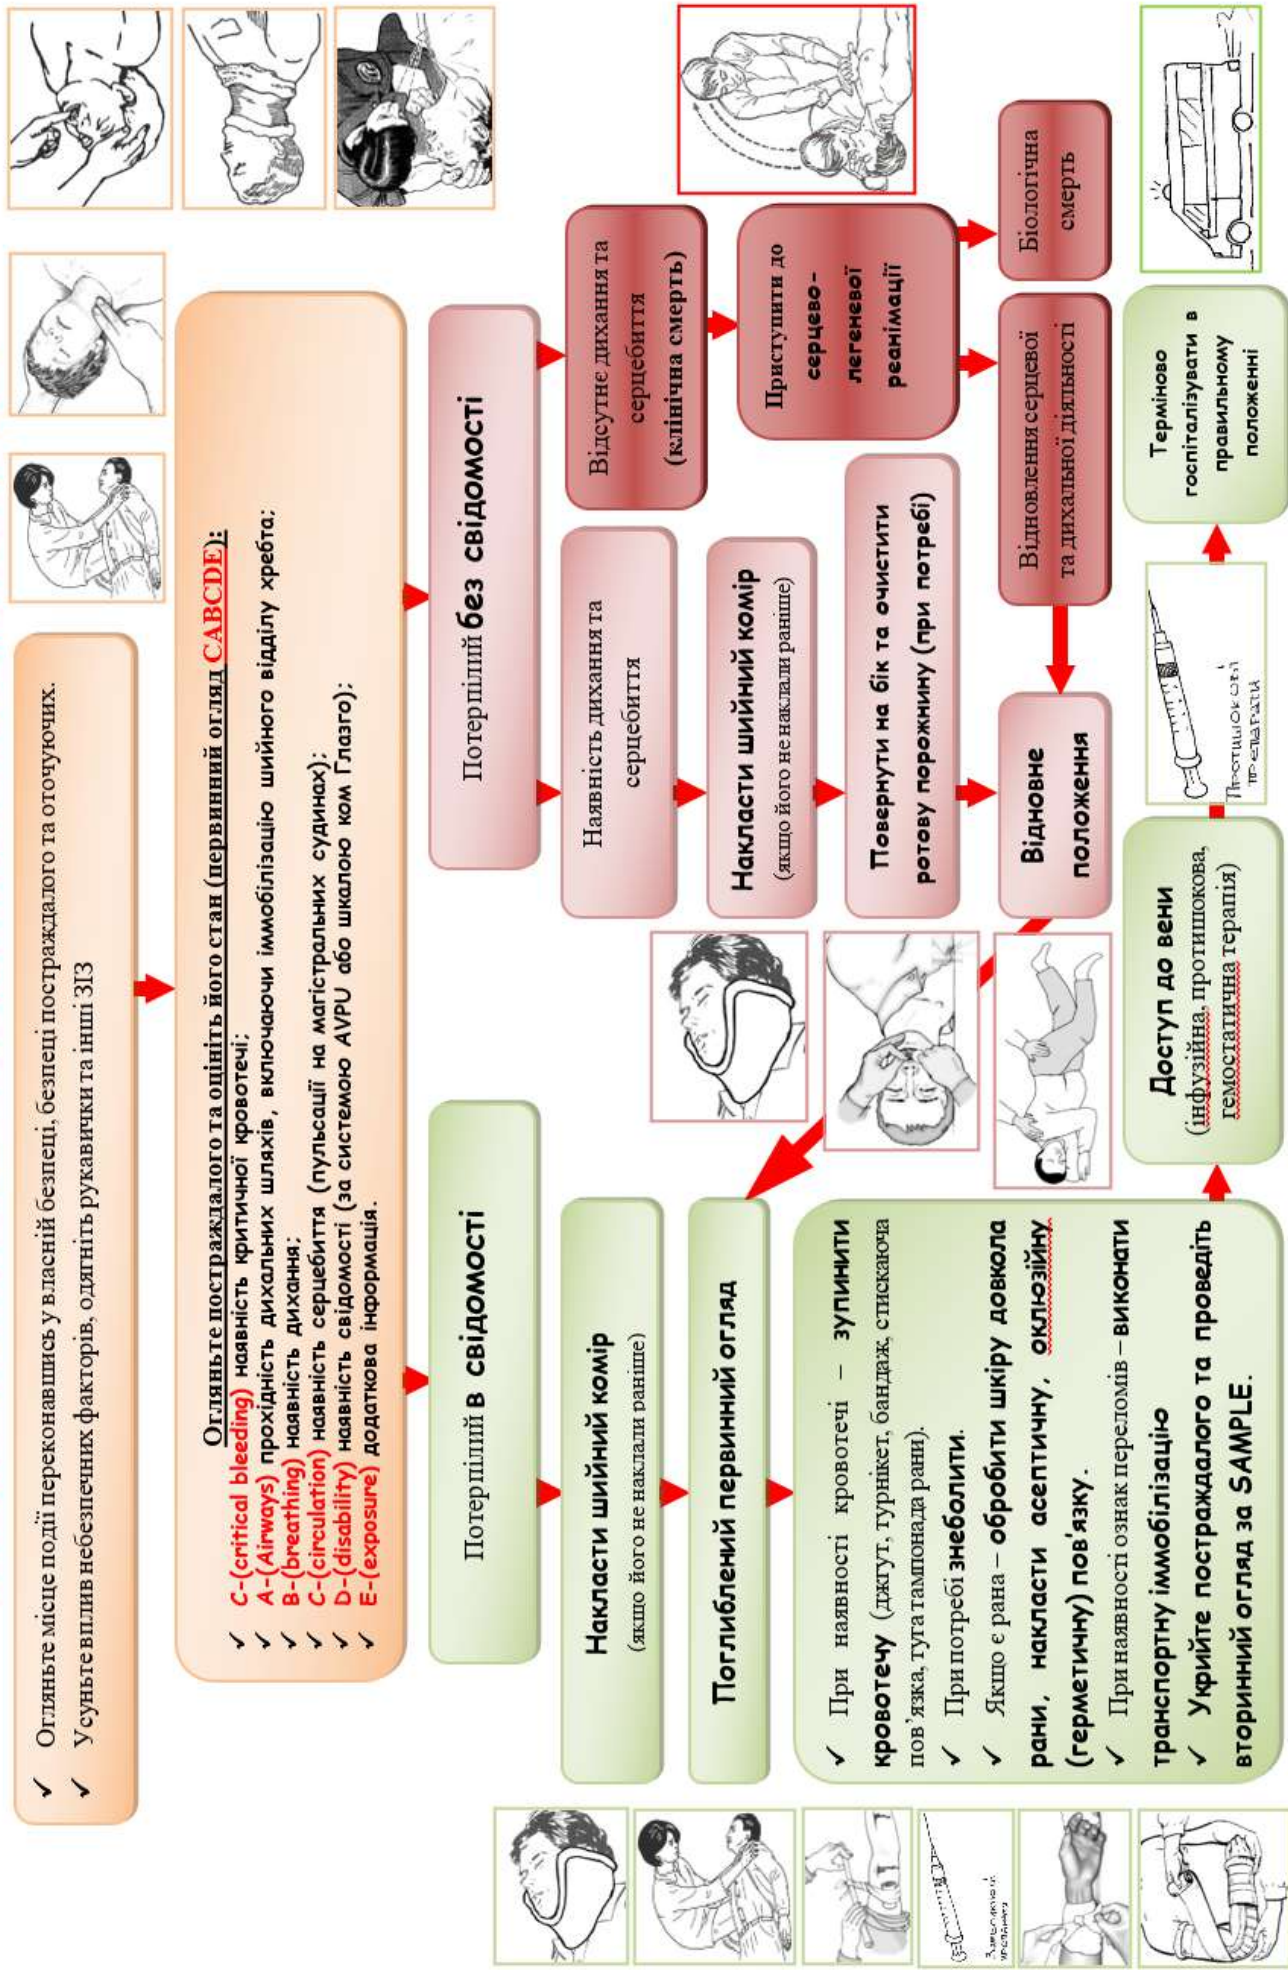 ✓ Огляньте місце події переконавшись у власній безпеці, безпеці постраждалого та оточуючих.
✓ Усуньте вплив небезпечних факторів, одягніть рукавички та інші ЗІЗ
Огляньте постраждалого та оцініть його стан (первинний огляд CABCDE):
✓ C-(critical bleeding) наявність критичної кровотечі;
✓ A-(Airways) прохідність дихальних шляхів, включаючи іммобілізацію шийного відділу хребта;
✓ B-(breathing) наявність дихання;
✓ C-(circulation) наявність серцебиття (пульсації на магістральних судинах);
✓ D-(disability) наявність свідомості (за системою AVPU або шкалою ком Глазго);
✓ E-(exposure) додаткова інформація.
Потерпілий в свідомості
Накласти шийний комір
(якщо його не наклали раніше)
Поглиблений первинний огляд
✓ При наявності кровотечі – зупинити
кровотечу (джгут, турнікет, бандаж, стискаюча
пов'язка, туга тампонада рани).
✓ При потребі знеболити.
✓ Якщо є рана – обробити шкіру довкола
рани, накласти асептичну, оклюзійну
(герметичну) пов'язку.
✓ При наявності ознак переломів – виконати
транспортну іммобілізацію
✓ Укрийте постраждалого та проведіть
вторинний огляд за SAMPLE.
Потерпілий без свідомості
Наявність дихання та
серцебиття
Накласти шийний комір
(якщо його не наклали раніше)
Повернути на бік та очистити
ротову порожнину (при потребі)
Відновне
положення
Відсутнє дихання та
серцебиття
(клінічна смерть)
Приступити до
серцево-
легеневої
реанімації
Відновлення серцевої
та дихальної діяльності
Біологічна
смерть
Доступ до вени
(інфузійна, протишокова,
гемостатична терапія)
Протишокові
препарати
Терміново
госпіталізувати в
правильному
положенні